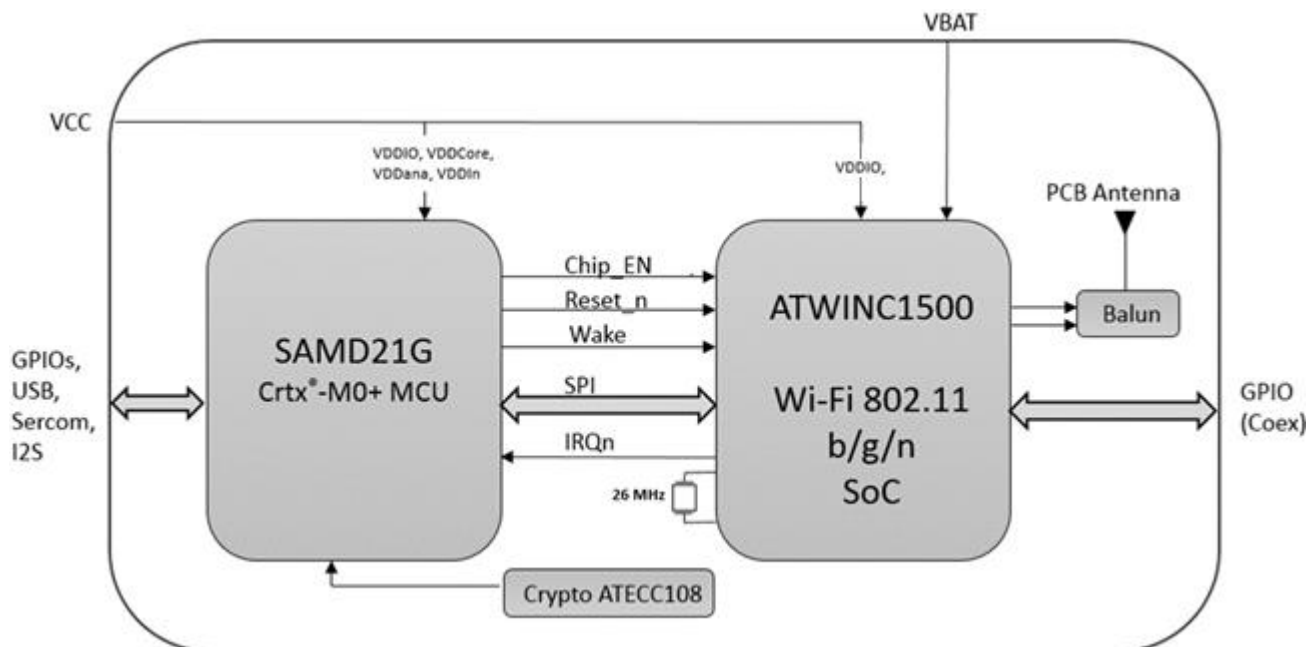 VBAT
VCC
VDDIO, VDDCore,
VDDana, VDDIn
VDDIO,
PCB Antenna
Chip_EN
Reset_n
Wake
SPI
IRQn
26 MHz
SAMD21G
Crtx®-M0+ MCU
ATWINC1500
Wi-Fi 802.11
b/g/n
SoC
Balun
GPIOs,
USB,
Sercom,
I2S
GPIO
(Coex)
Crypto ATECC108